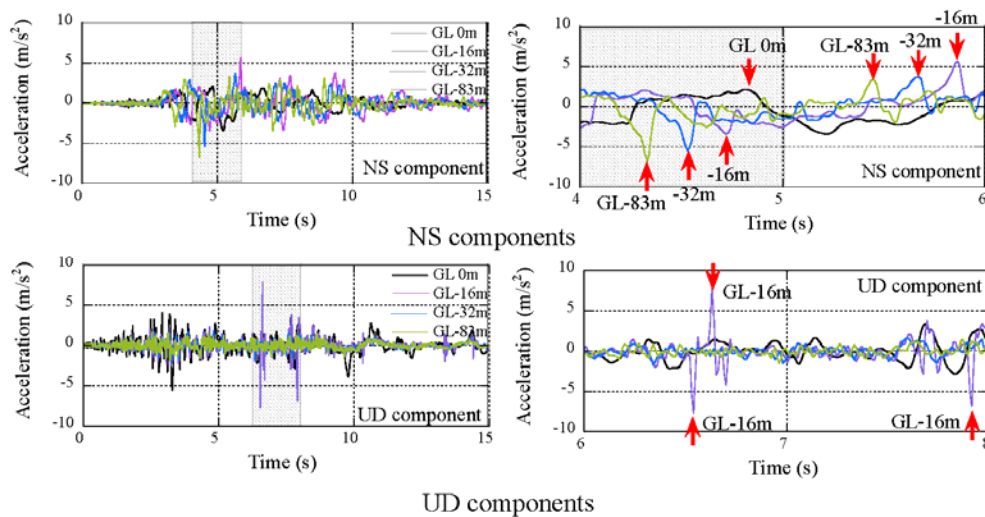 Acceleration (m/s²)
10
5
0
-5
-10
GL 0m
GL-16m
GL-32m
GL-83m
NS component
0 5 10 15
Time (s)
Acceleration (m/s²)
10
5
0
-5
-10
GL 0m
GL-83m
-32m
-16m
GL-83m
-32m
-16m
NS component
4 5 6
Time (s)
NS components
Acceleration (m/s²)
10
5
0
-5
-10
GL 0m
GL-16m
GL-32m
GL-83m
UD component
0 5 10 15
Time (s)
Acceleration (m/s²)
10
5
0
-5
-10
UD component
GL-16m
GL-16m
GL-16m
6 7 8
Time (s)
UD components